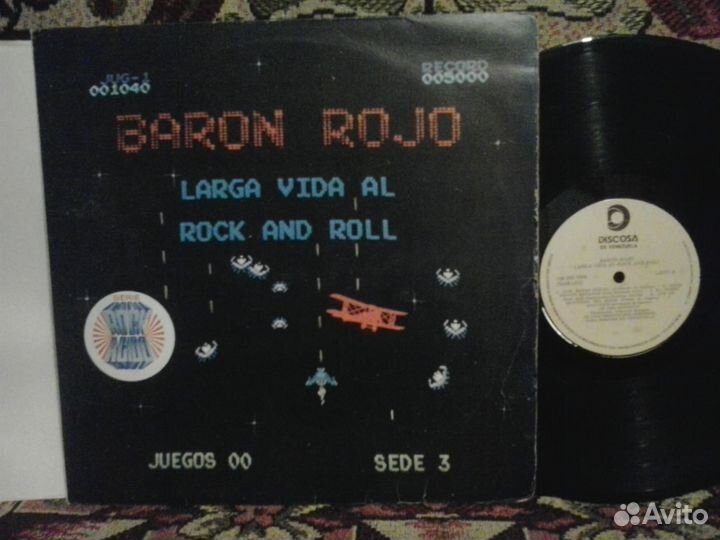 JUG-1
001040
RECORD
005000
BARON ROJO
LARGA VIDA AL
ROCK AND ROLL
SERIE
JUEGOS 00
SEDE 3
DISCOSA
DE VENEZUELA
BARON ROJO
LARGA VIDA AL ROCK AND ROLL
Avito